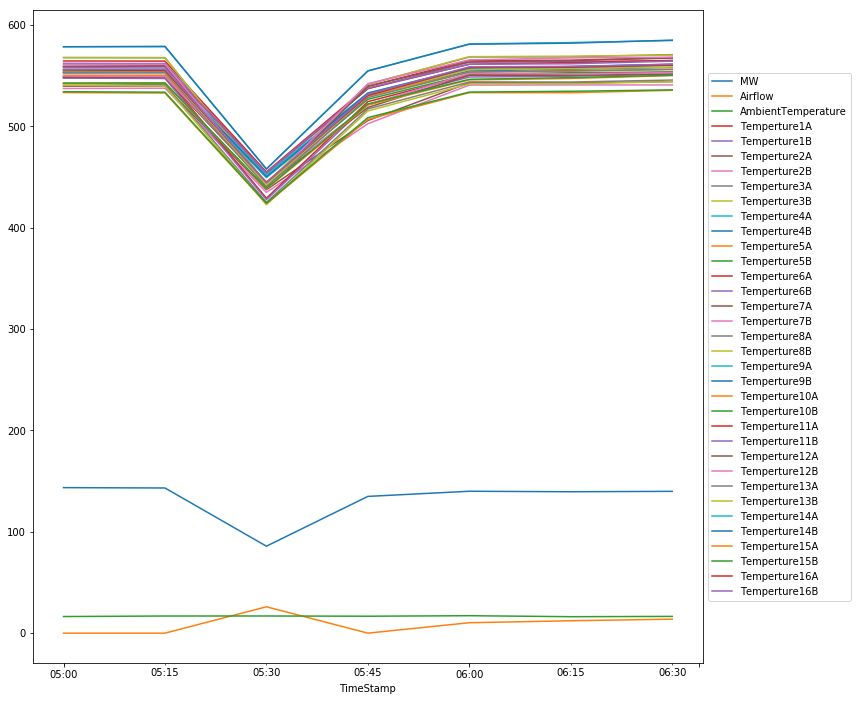 600
500
400
300
200
100
0
05:00
05:15
05:30
05:45
06:00
06:15
06:30
TimeStamp
MW
Airflow
AmbientTemperature
Temperture1A
Temperture1B
Temperture2A
Temperture2B
Temperture3A
Temperture3B
Temperture4A
Temperture4B
Temperture5A
Temperture5B
Temperture6A
Temperture6B
Temperture7A
Temperture7B
Temperture8A
Temperture8B
Temperture9A
Temperture9B
Temperture10A
Temperture10B
Temperture11A
Temperture11B
Temperture12A
Temperture12B
Temperture13A
Temperture13B
Temperture14A
Temperture14B
Temperture15A
Temperture15B
Temperture16A
Temperture16B